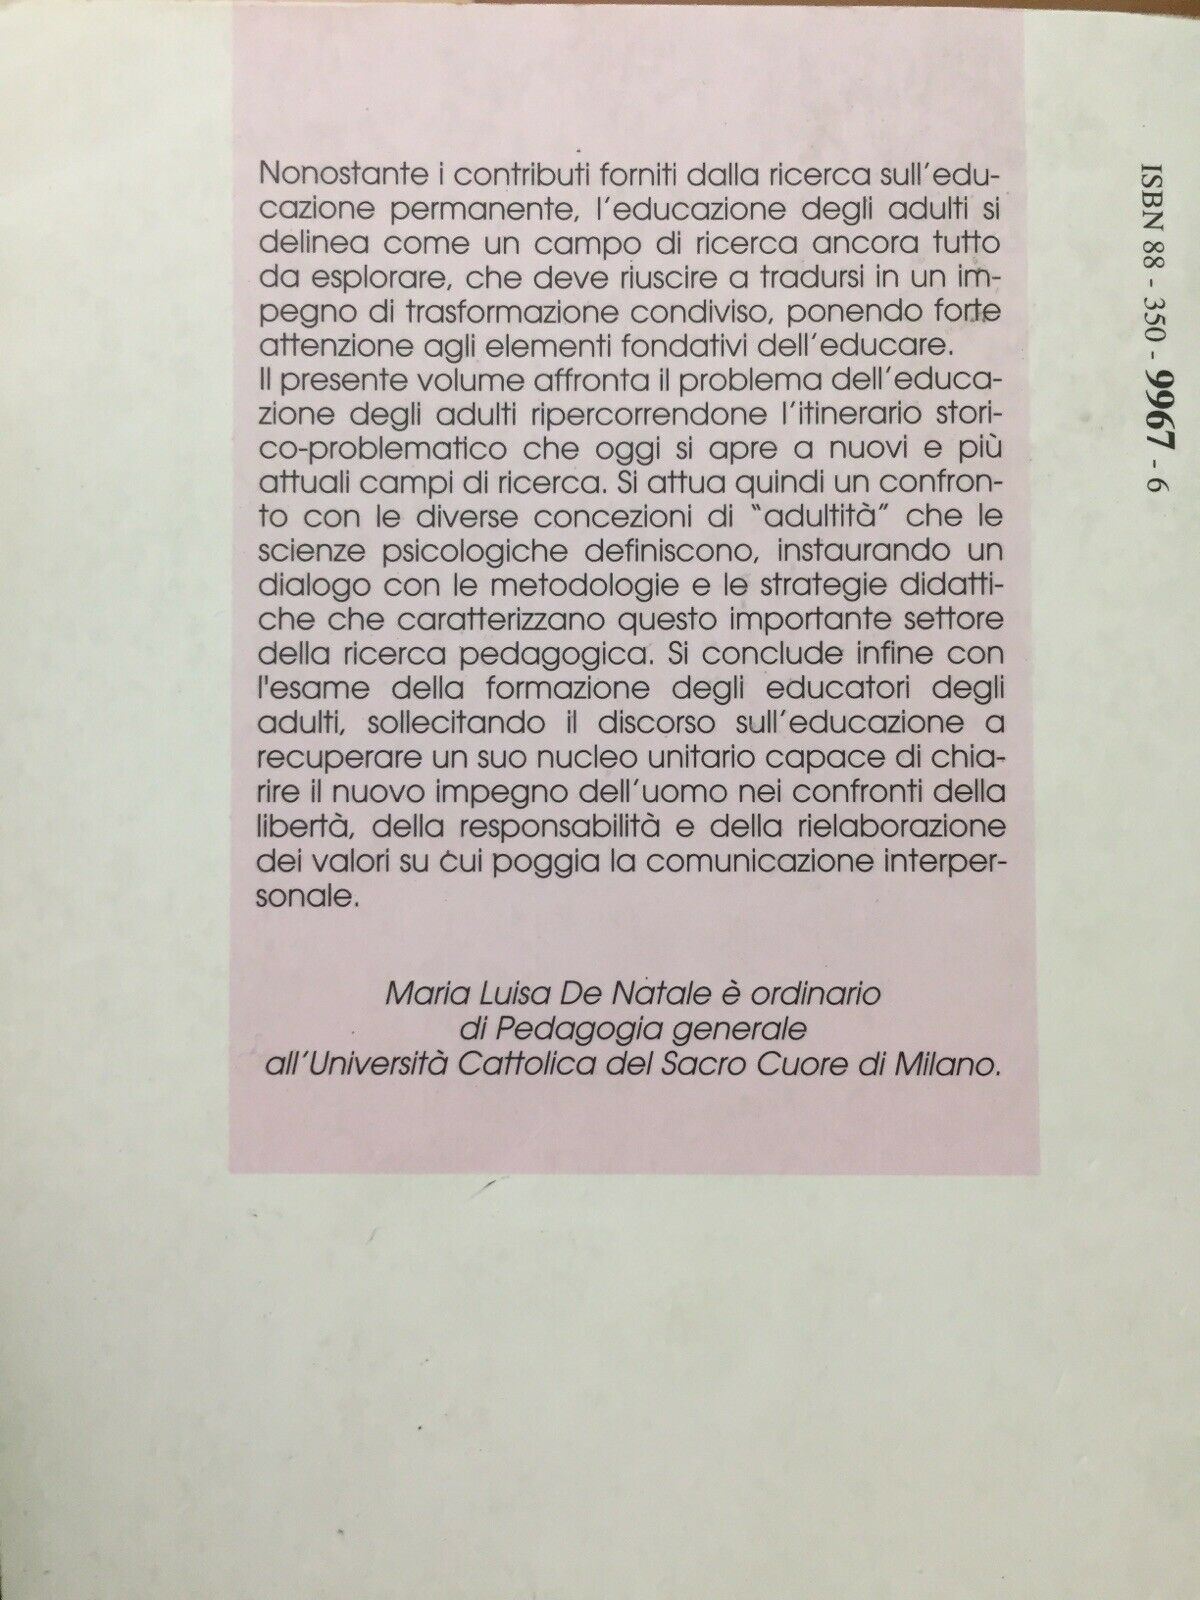 Nonostante i contributi forniti dalla ricerca sull'edu-
cazione permanente, l'educazione degli adulti si
delinea come un campo di ricerca ancora tutto
da esplorare, che deve riuscire a tradursi in un im-
pegno di trasformazione condiviso, ponendo forte
attenzione agli elementi fondativi dell'educare.
Il presente volume affronta il problema dell'educa-
zione degli adulti ripercorrendone l'itinerario stori-
co-problematico che oggi si apre a nuovi e più
attuali campi di ricerca. Si attua quindi un confron-
to con le diverse concezioni di "adultità" che le
scienze psicologiche definiscono, instaurando un
dialogo con le metodologie e le strategie didatti-
che che caratterizzano questo importante settore
della ricerca pedagogica. Si conclude infine con
l'esame della formazione degli educatori degli
adulti, sollecitando il discorso sull'educazione a
recuperare un suo nucleo unitario capace di chia-
rire il nuovo impegno dell'uomo nei confronti della
libertà, della responsabilità e della rielaborazione
dei valori su cui poggia la comunicazione interper-
sonale.
Maria Luisa De Natale è ordinario
di Pedagogia generale
all'Università Cattolica del Sacro Cuore di Milano.
ISBN 88 - 350 - 9967 - 6